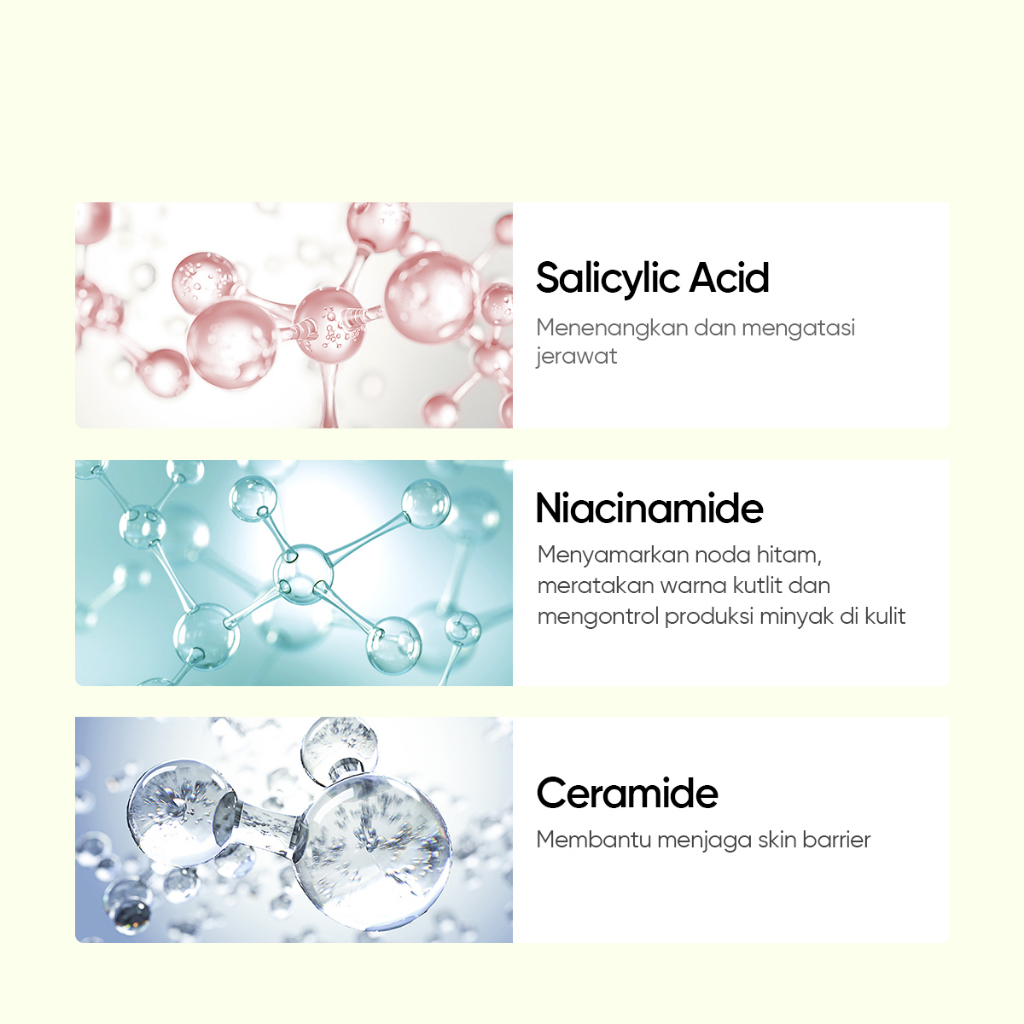 Salicylic Acid
Menenangkan dan mengatasi
jerawat
Niacinamide
Menyamarkan noda hitam,
meratakan warna kutlit dan
mengontrol produksi minyak di kulit
Ceramide
Membantu menjaga skin barrier